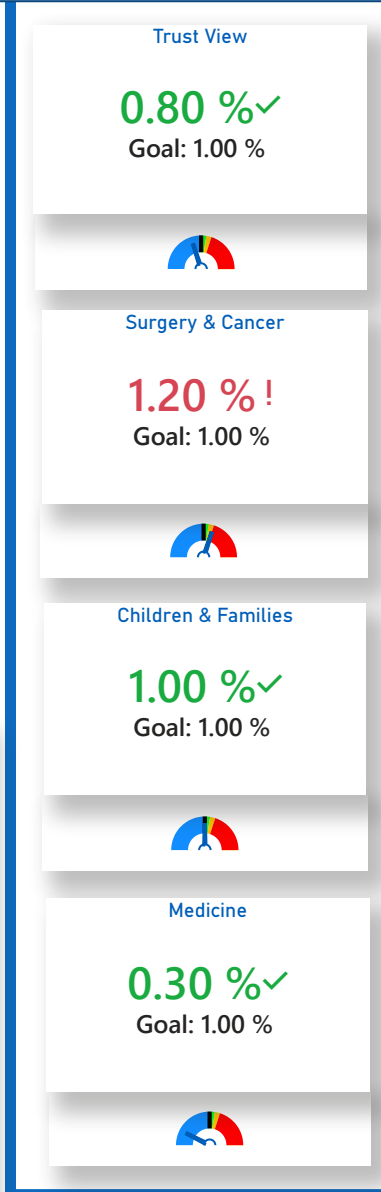 Trust View
0.80 %✓
Goal: 1.00 %
Surgery & Cancer
1.20 % !
Goal: 1.00 %
Children & Families
1.00 %✓
Goal: 1.00 %
Medicine
0.30 %✓
Goal: 1.00 %